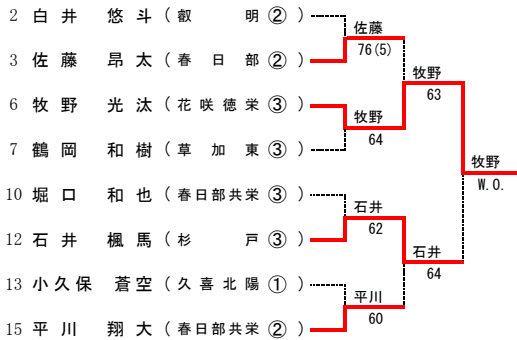 2 白井 悠斗 ( 叡明 ② )
佐藤
76(5)
3 佐藤 昂太 ( 春日部 ② )
牧野
63
6 牧野 光汰 ( 花咲徳栄 ③ )
牧野
64
7 鶴岡 和樹 ( 草加東 ③ )
牧野
W.O.
10 堀口 和也 ( 春日部共栄 ③ )
石井
62
12 石井 楓馬 ( 杉戸 ③ )
石井
64
13 小久保 蒼空 ( 久喜北陽 ① )
平川
60
15 平川 翔大 ( 春日部共栄 ② )